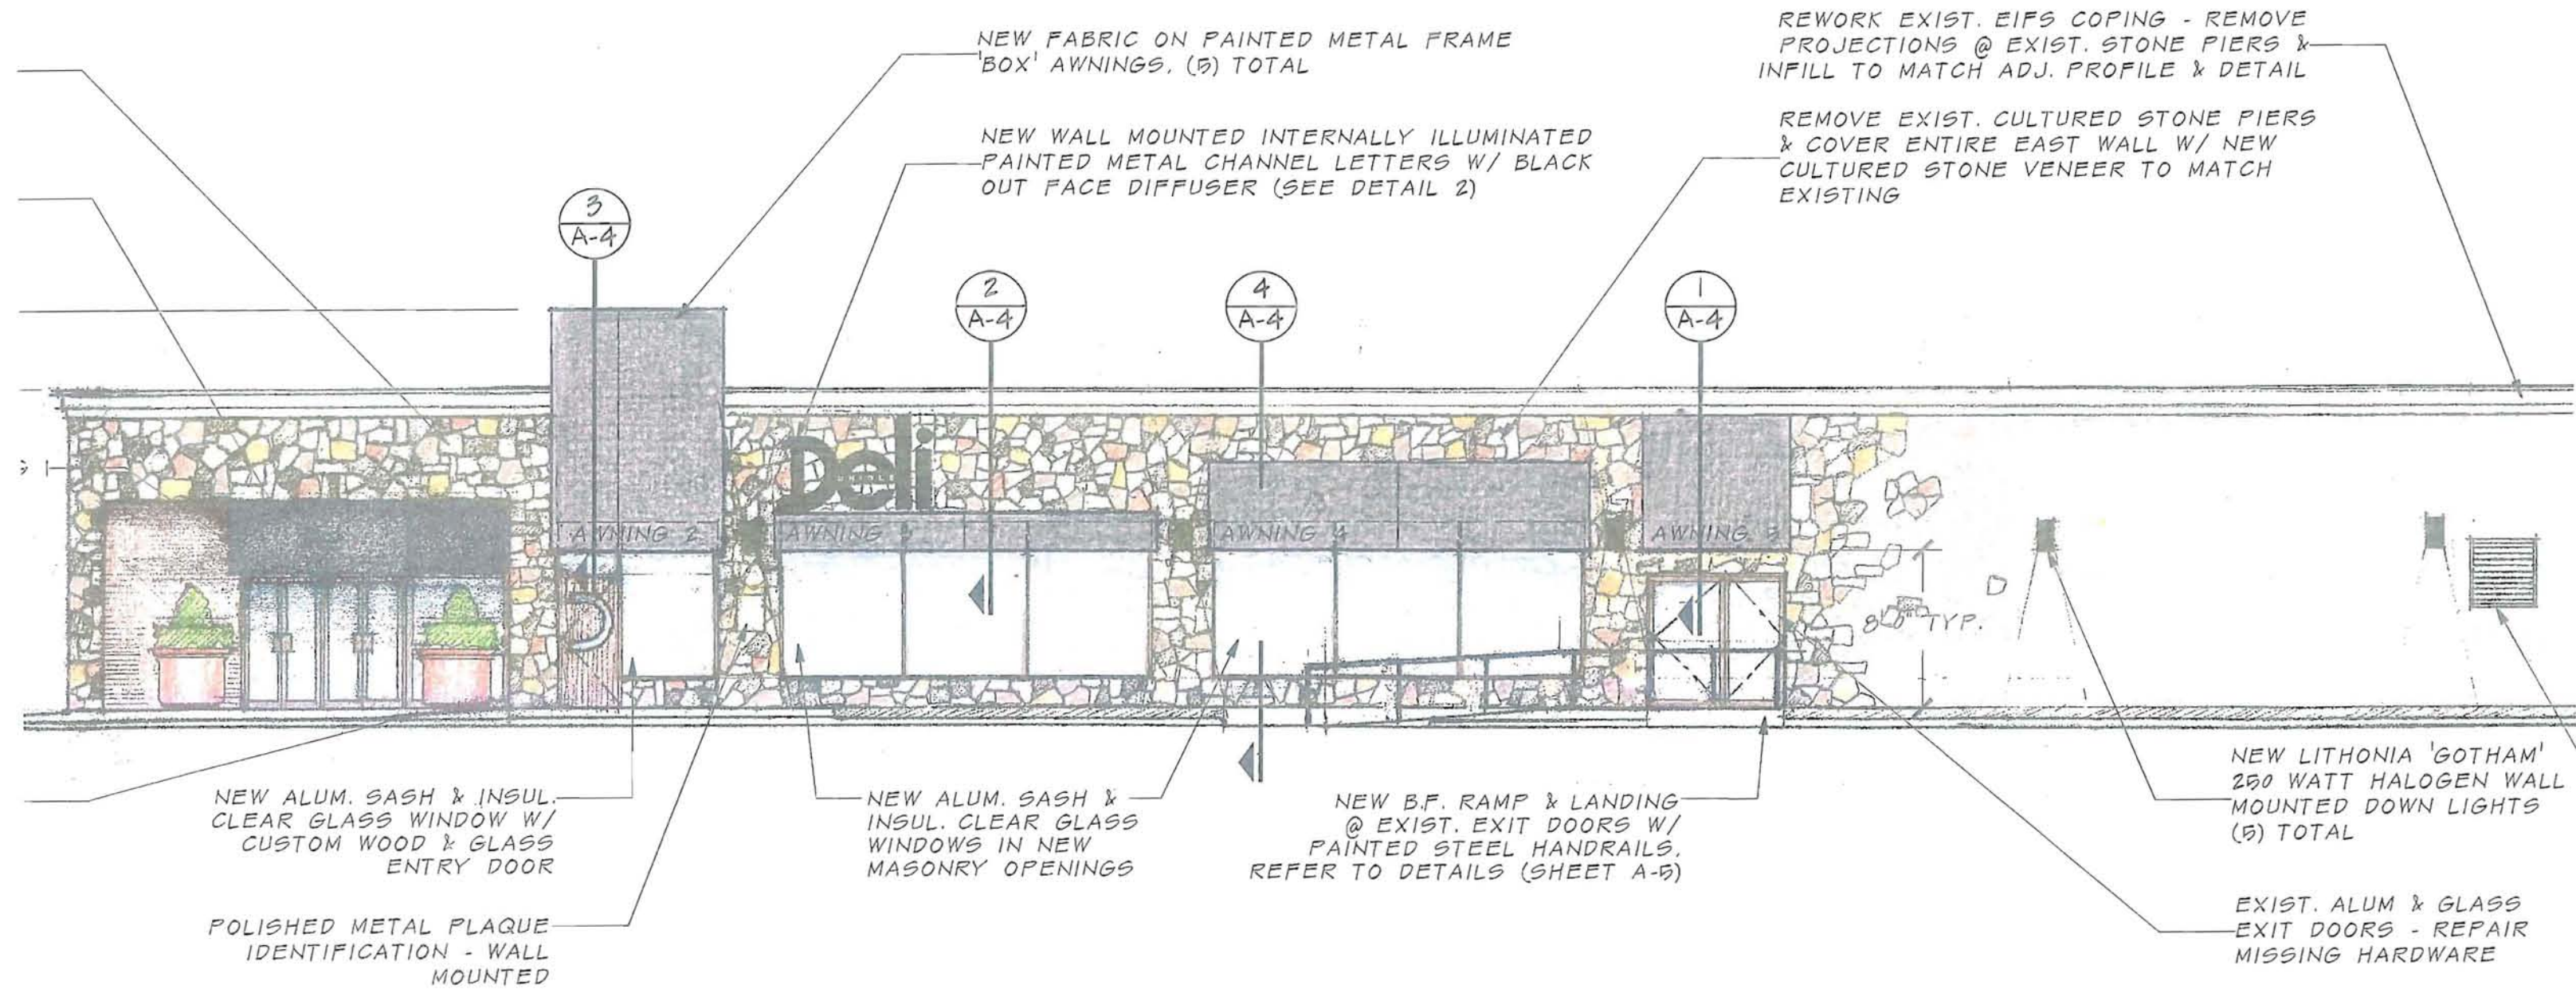 NEW FABRIC ON PAINTED METAL FRAME
'BOX' AWNINGS, (5) TOTAL
NEW WALL MOUNTED INTERNALLY ILLUMINATED
PAINTED METAL CHANNEL LETTERS W/ BLACK
OUT FACE DIFFUSER (SEE DETAIL 2)
REWORK EXIST. EIFS COPING - REMOVE
PROJECTIONS @ EXIST. STONE PIERS &
INFILL TO MATCH ADJ. PROFILE & DETAIL
REMOVE EXIST. CULTURED STONE PIERS
& COVER ENTIRE EAST WALL W/ NEW
CULTURED STONE VENEER TO MATCH
EXISTING
3
A-4
2
A-4
4
A-4
1
A-4
Deli
AWNING 2
AWNING 3
AWNING 4
AWNING 5
8'0" TYP.
D
NEW ALUM. SASH & INSUL.
CLEAR GLASS WINDOW W/
CUSTOM WOOD & GLASS
ENTRY DOOR
POLISHED METAL PLAQUE
IDENTIFICATION - WALL
MOUNTED
NEW ALUM. SASH &
INSUL. CLEAR GLASS
WINDOWS IN NEW
MASONRY OPENINGS
NEW B.F. RAMP & LANDING
@ EXIST. EXIT DOORS W/
PAINTED STEEL HANDRAILS.
REFER TO DETAILS (SHEET A-5)
NEW LITHONIA 'GOTHAM'
250 WATT HALOGEN WALL
MOUNTED DOWN LIGHTS
(5) TOTAL
EXIST. ALUM & GLASS
EXIT DOORS - REPAIR
MISSING HARDWARE